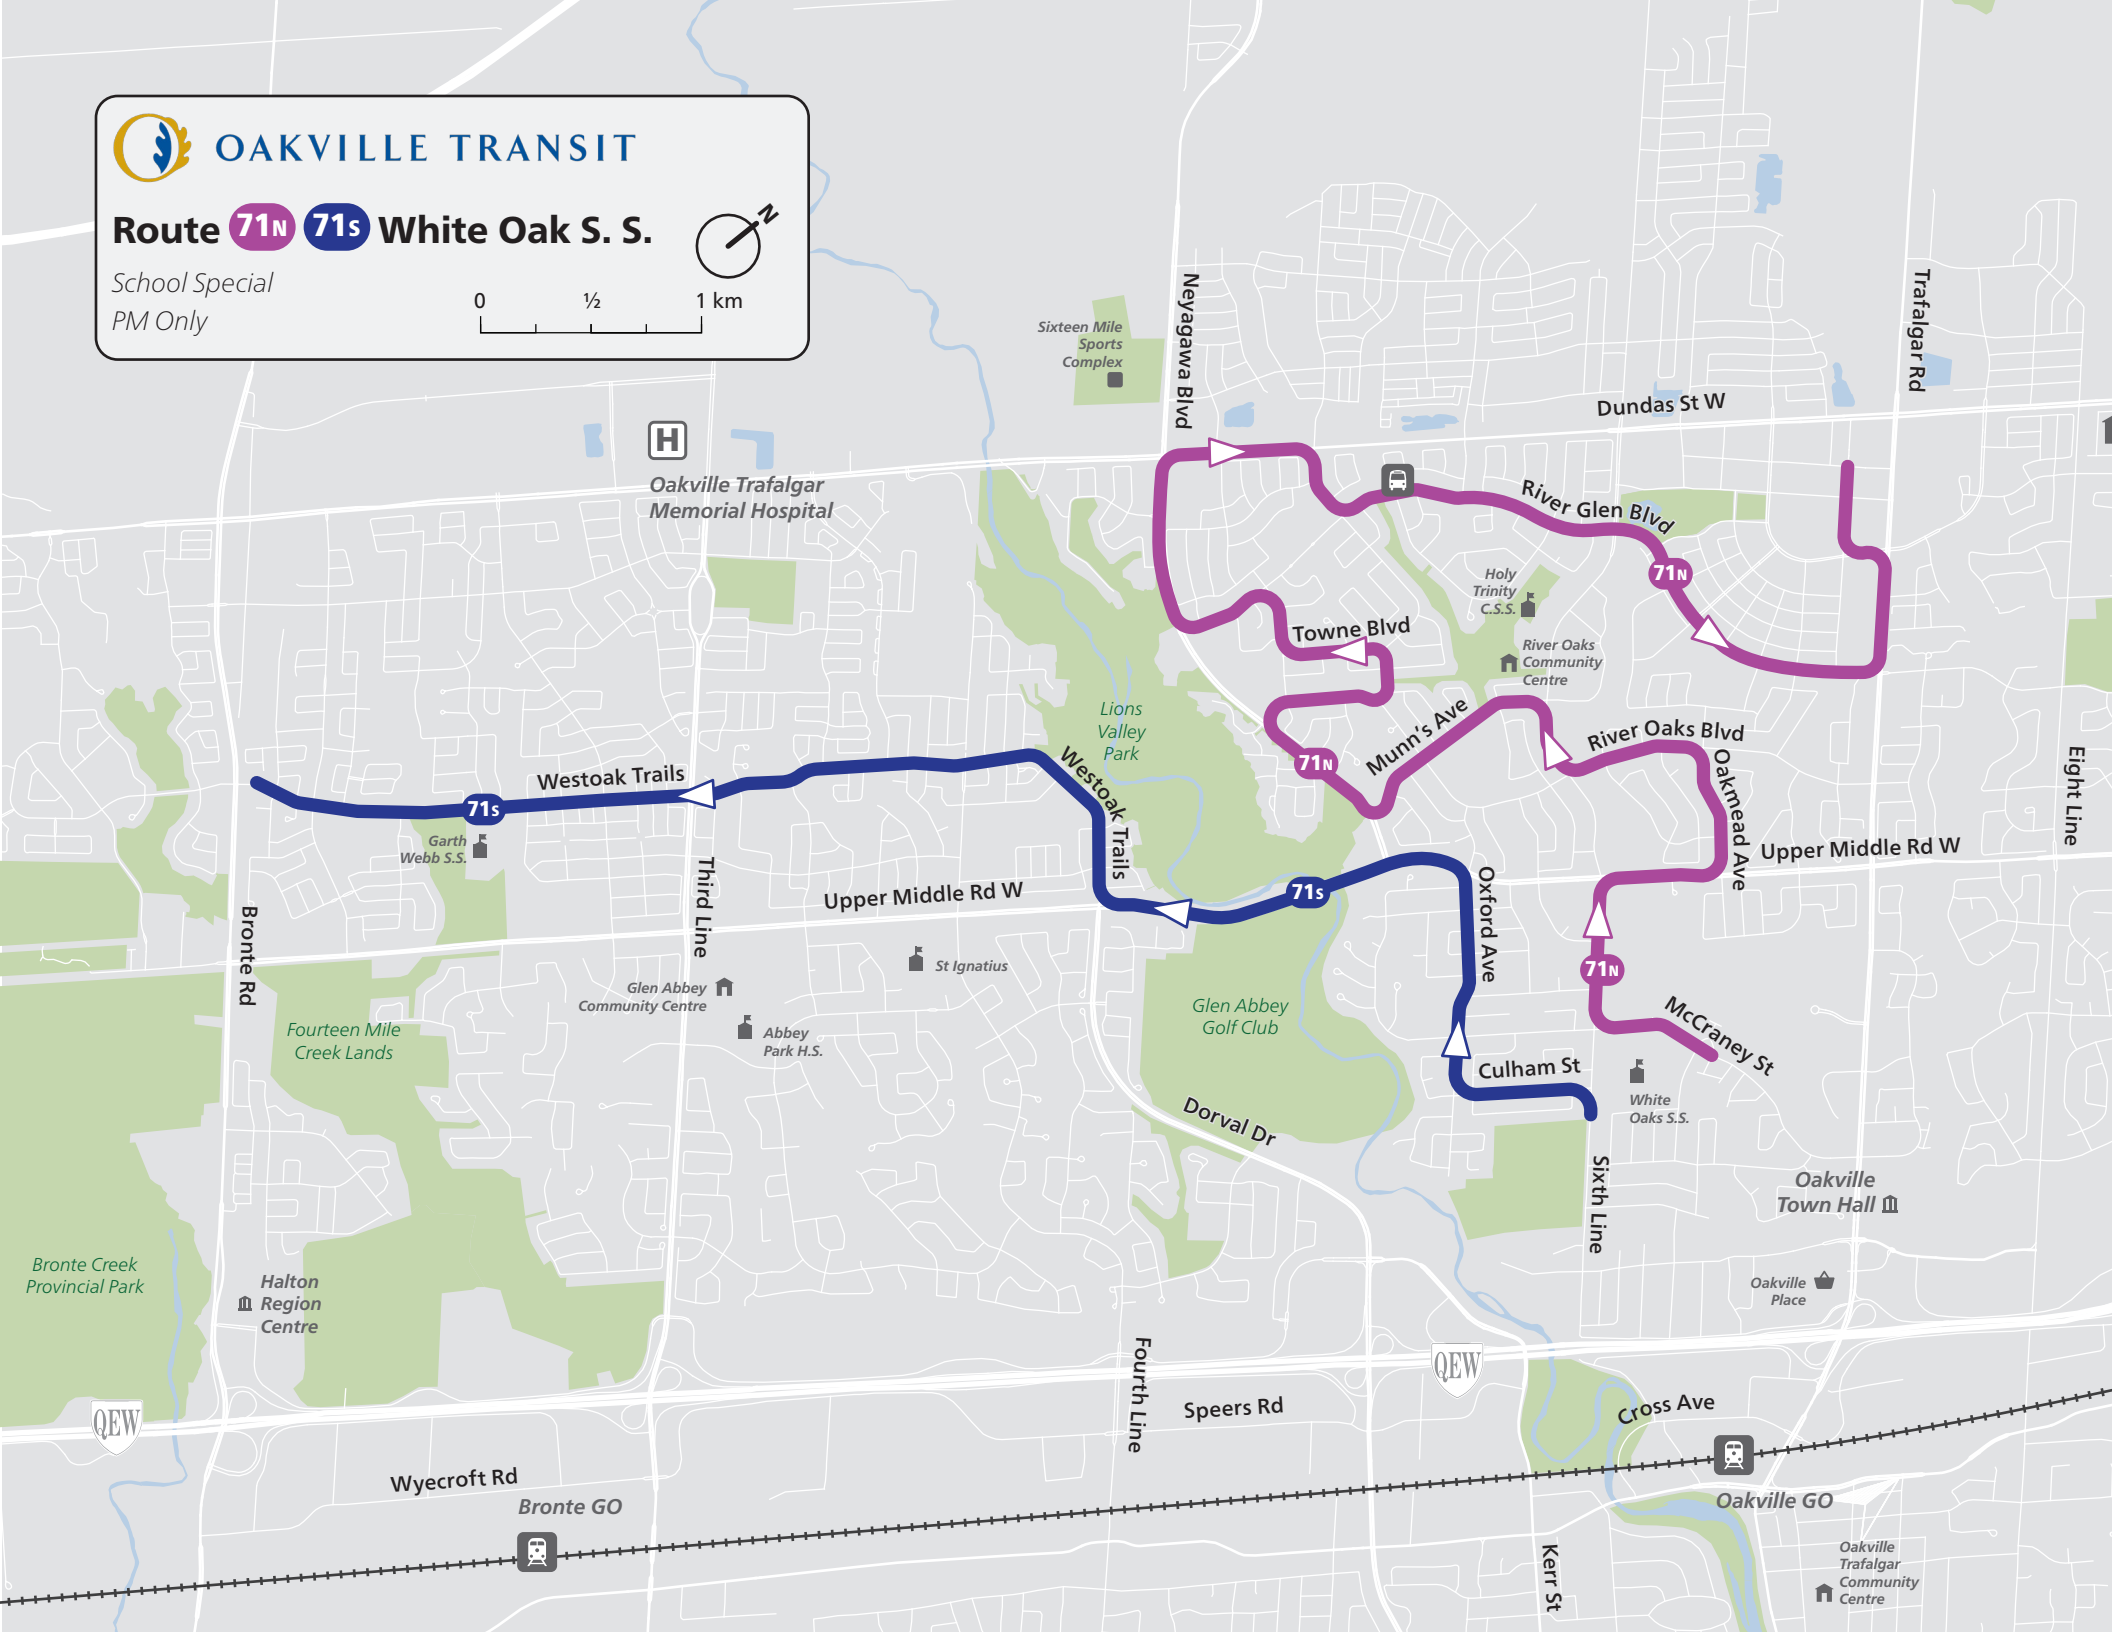 OAKVILLE TRANSIT
Route 71N 71S White Oak S. S.
School Special
PM Only
N
0 ½ 1 km
Sixteen Mile
Sports
Complex
Neyagawa Blvd
Trafalgar Rd
Dundas St W
H
Oakville Trafalgar
Memorial Hospital
River Glen Blvd
71N
Holy
Trinity
C.S.S.
Towne Blvd
River Oaks
Community
Centre
Lions
Valley
Park
Munn's Ave
71N
River Oaks Blvd
Oakmead Ave
Eight Line
Westoak Trails
Westoak Trails
71S
Garth
Webb S.S.
Third Line
Upper Middle Rd W
Upper Middle Rd W
71S
Oxford Ave
Bronte Rd
St Ignatius
71N
Glen Abbey
Community Centre
Abbey
Park H.S.
Glen Abbey
Golf Club
McCraney St
Fourteen Mile
Creek Lands
Culham St
White
Oaks S.S.
Dorval Dr
Sixth Line
Oakville
Town Hall
Bronte Creek
Provincial Park
Halton
Region
Centre
Oakville
Place
Fourth Line
QEW
QEW
Speers Rd
Cross Ave
Wyecroft Rd
Bronte GO
Oakville GO
Kerr St
Oakville
Trafalgar
Community
Centre